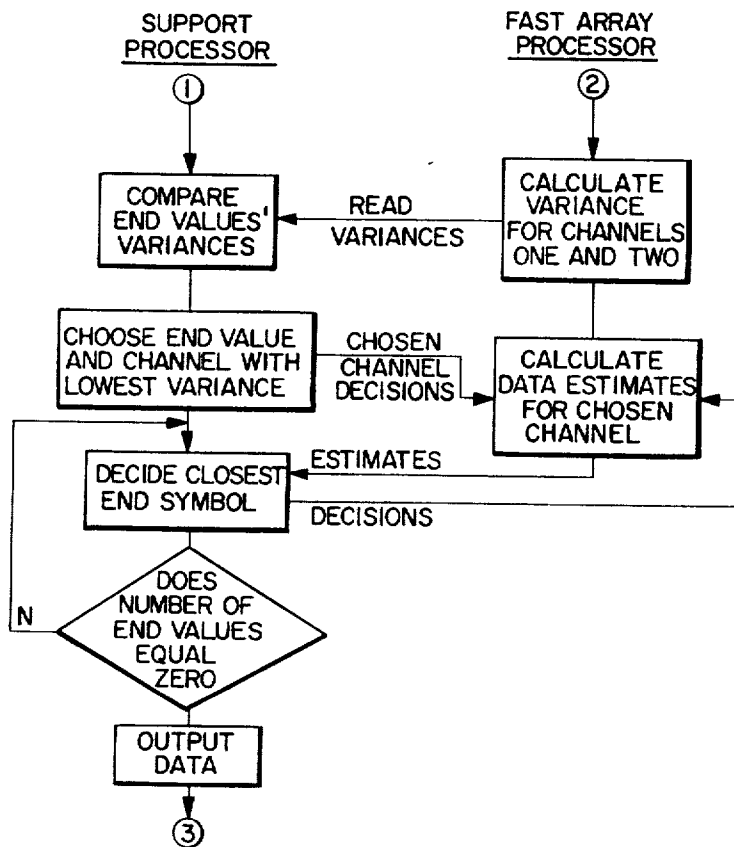 SUPPORT
PROCESSOR
FAST ARRAY
PROCESSOR
1
2
COMPARE
END VALUES'
VARIANCES
READ
VARIANCES
CALCULATE
VARIANCE
FOR CHANNELS
ONE AND TWO
CHOOSE END VALUE
AND CHANNEL WITH
LOWEST VARIANCE
CHOSEN
CHANNEL
DECISIONS
CALCULATE
DATA ESTIMATES
FOR CHOSEN
CHANNEL
DECIDE CLOSEST
END SYMBOL
ESTIMATES
DECISIONS
DOES
NUMBER OF
END VALUES
EQUAL
ZERO
N
OUTPUT
DATA
3